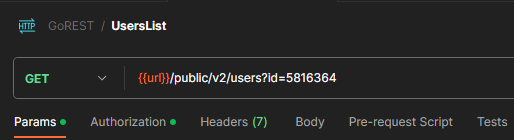 HTTP GoREST / UsersList
GET {{url}}/public/v2/users?id=5816364
Params Authorization Headers (7) Body Pre-request Script Tests